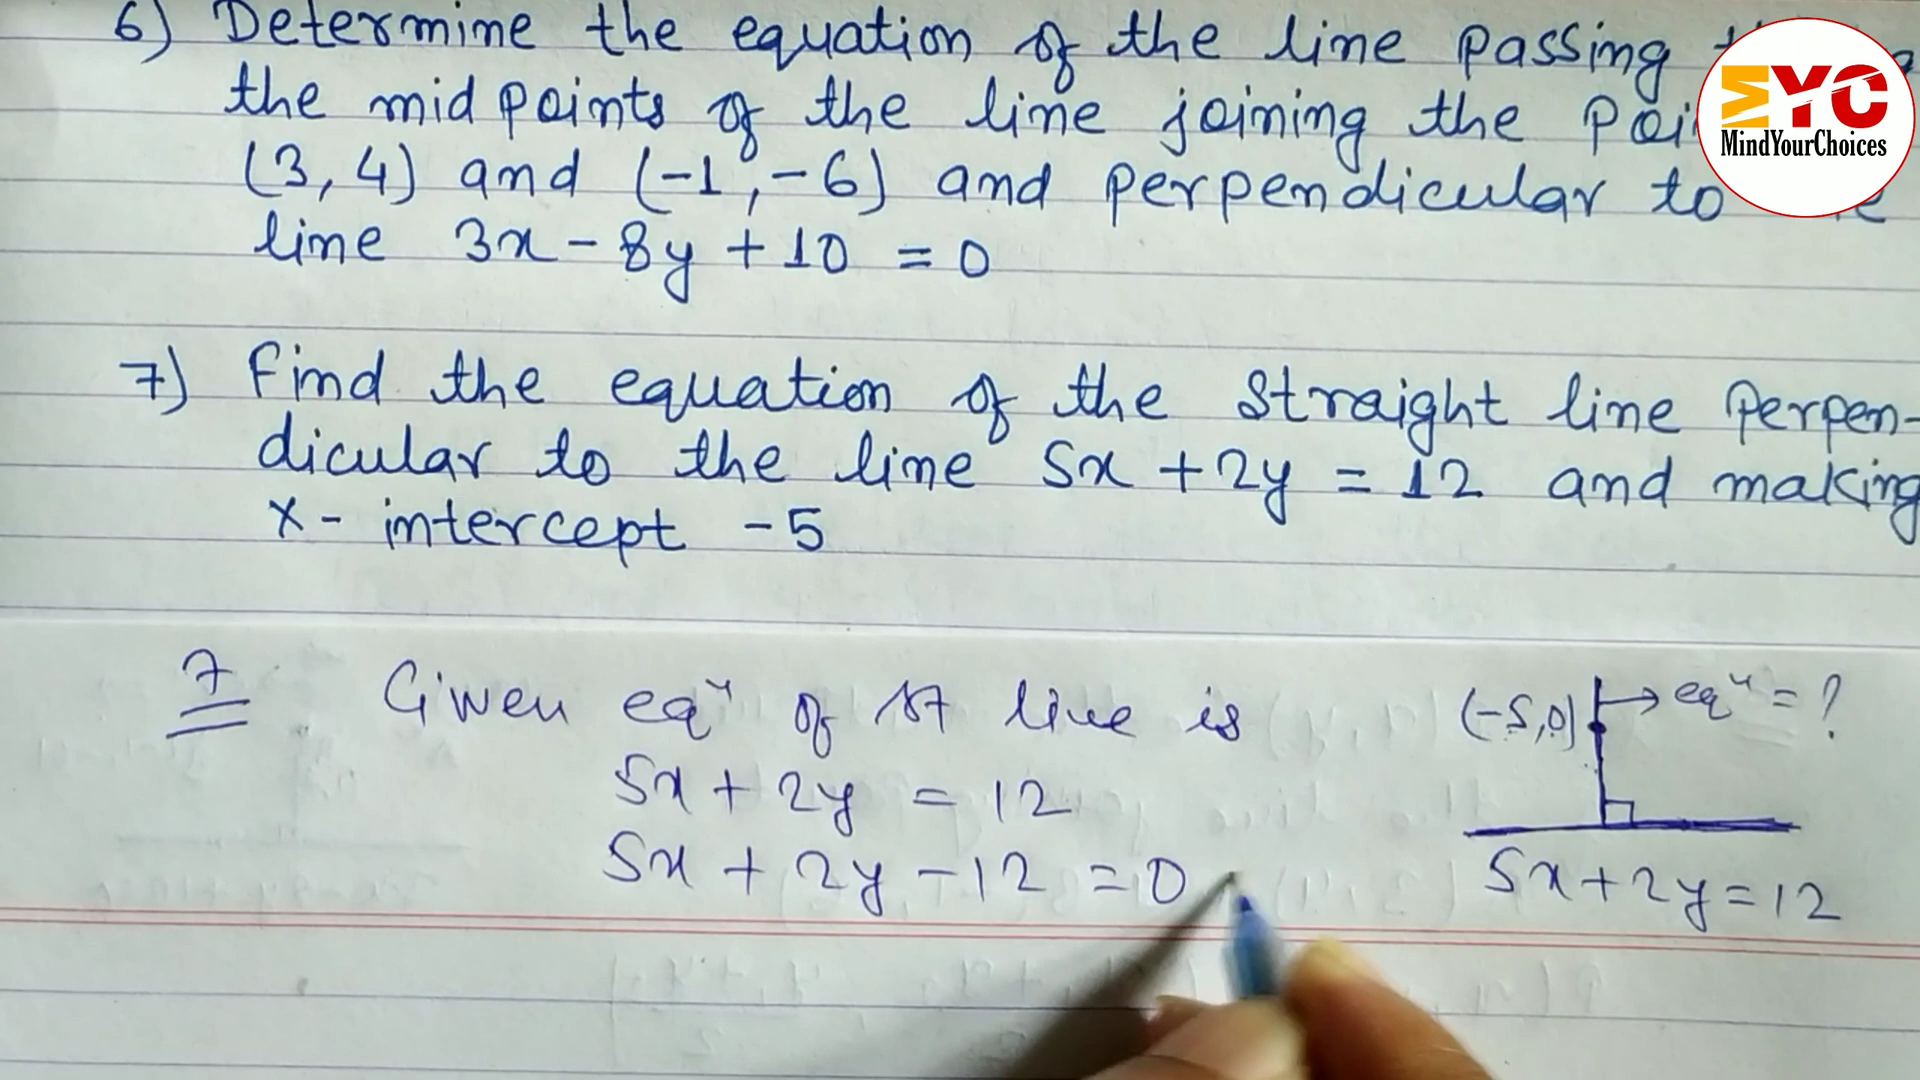 6) Determine the equation of the line passing
the mid points of the line joining the
(3, 4) and (-1, -6) and perpendicular to
line 3x - 8y + 10 = 0
MYC
MindYourChoices
7) Find the equation of the straight line perpen-
dicular to the line 5x + 2y = 12 and making
x - intercept -5
7 Given eqⁿ of st line is
5x + 2y = 12
5x + 2y - 12 = 0
(-5,0) → eqⁿ = ?
5x + 2y = 12